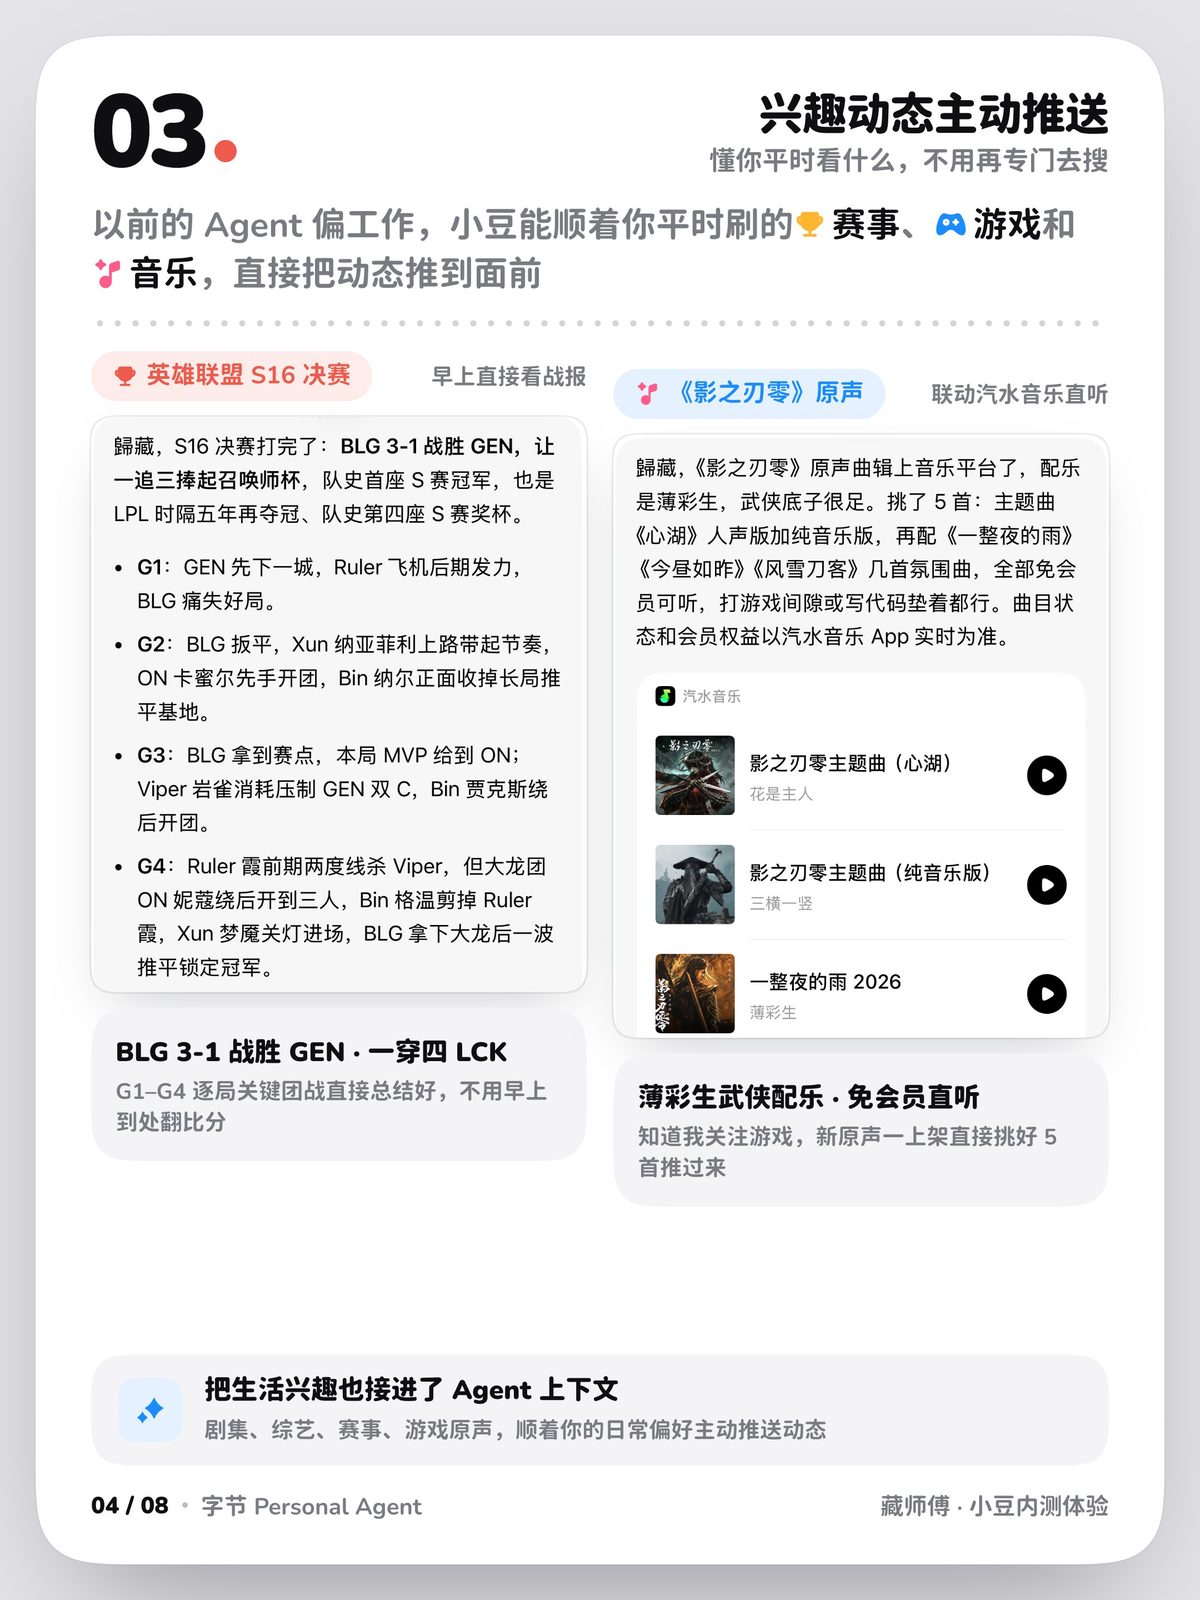 03.
兴趣动态主动推送
懂你平时看什么，不用再专门去搜
以前的 Agent 偏工作，小豆能顺着你平时刷的 赛事、 游戏和
音乐，直接把动态推到面前
英雄联盟 S16 决赛
早上直接看战报
歸藏，S16 决赛打完了：BLG 3-1 战胜 GEN，让
一追三捧起召唤师杯，队史首座 S 赛冠军，也是
LPL 时隔五年再夺冠、队史第四座 S 赛奖杯。
• G1：GEN 先下一城，Ruler 飞机后期发力，
BLG 痛失好局。
• G2：BLG 扳平，Xun 纳亚菲利上路带起节奏，
ON 卡蜜尔先手开团，Bin 纳尔正面收掉长局推
平基地。
• G3：BLG 拿到赛点，本局 MVP 给到 ON；
Viper 岩雀消耗压制 GEN 双 C，Bin 贾克斯绕
后开团。
• G4：Ruler 霞前期两度线杀 Viper，但大龙团
ON 妮蔻绕后开到三人，Bin 格温剪掉 Ruler
霞，Xun 梦魇关灯进场，BLG 拿下大龙后一波
推平锁定冠军。
BLG 3-1 战胜 GEN · 一穿四 LCK
G1–G4 逐局关键团战直接总结好，不用早上
到处翻比分
《影之刃零》原声
联动汽水音乐直听
歸藏，《影之刃零》原声曲辑上音乐平台了，配乐
是薄彩生，武侠底子很足。挑了 5 首：主题曲
《心湖》人声版加纯音乐版，再配《一整夜的雨》
《今昼如昨》《风雪刀客》几首氛围曲，全部免会
员可听，打游戏间隙或写代码垫着都行。曲目状
态和会员权益以汽水音乐 App 实时为准。
汽水音乐
影之刃零
影之刃零主题曲（心湖）
花是主人
影之刃零主题曲（纯音乐版）
三横一竖
影之刃零
一整夜的雨 2026
薄彩生
薄彩生武侠配乐 · 免会员直听
知道我关注游戏，新原声一上架直接挑好 5
首推过来
把生活兴趣也接进了 Agent 上下文
剧集、综艺、赛事、游戏原声，顺着你的日常偏好主动推送动态
04 / 08 • 字节 Personal Agent
藏师傅 · 小豆内测体验